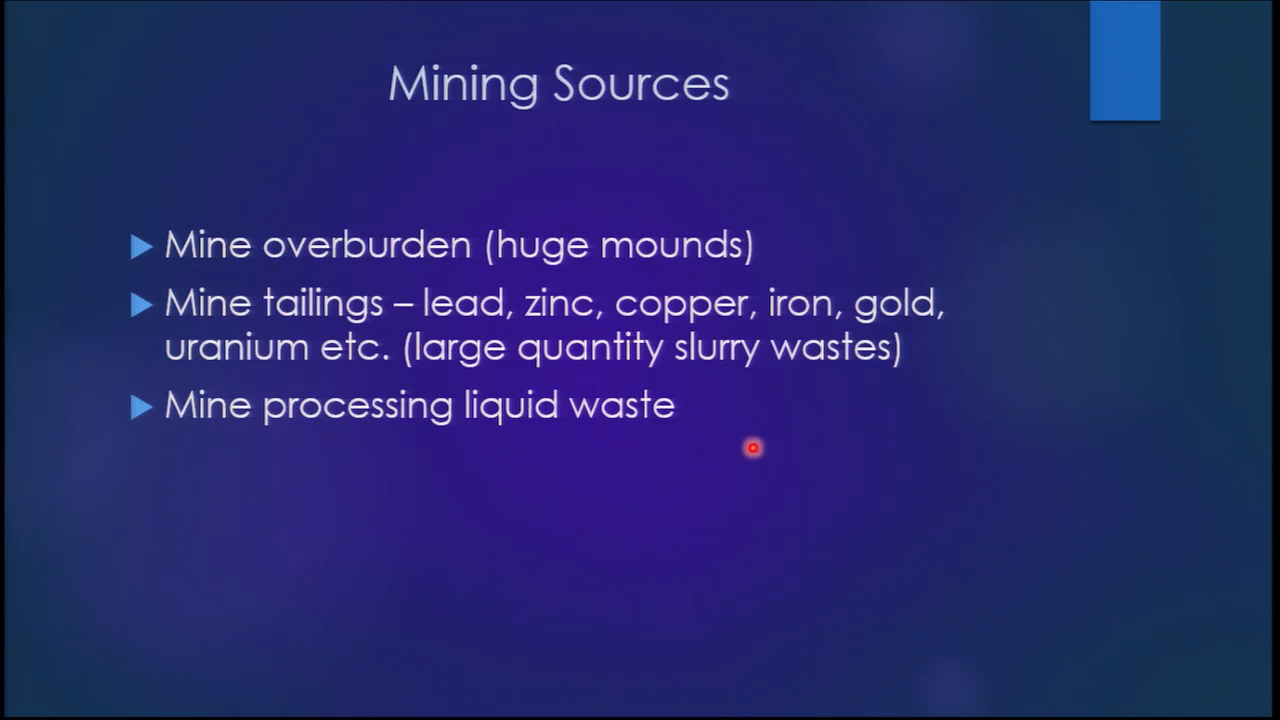 Mining Sources
Mine overburden (huge mounds)
Mine tailings – lead, zinc, copper, iron, gold,
uranium etc. (large quantity slurry wastes)
Mine processing liquid waste